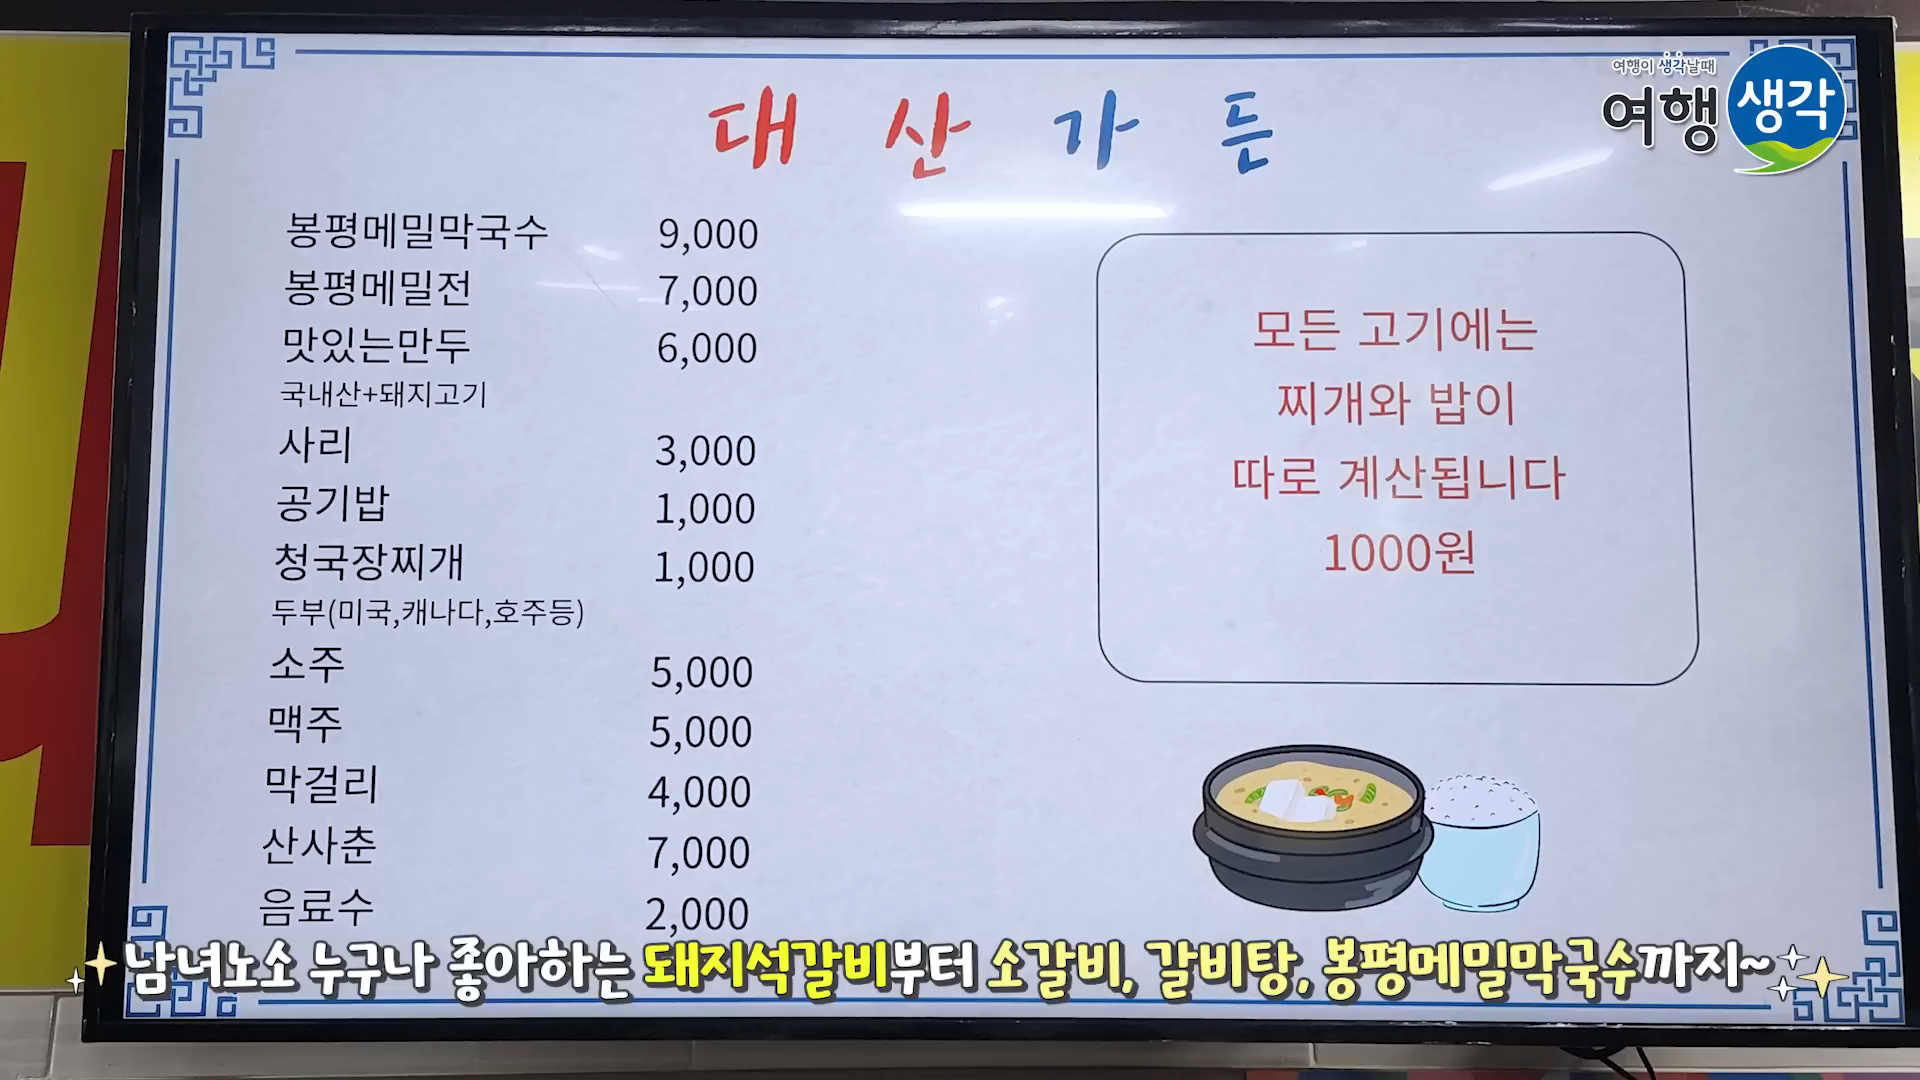 여행이 생각날때
여행생각
대 산 가 든
봉평메밀막국수 9,000
봉평메밀전 7,000
맛있는만두 6,000
국내산+돼지고기
사리 3,000
공기밥 1,000
청국장찌개 1,000
두부(미국,캐나다,호주등)
소주 5,000
맥주 5,000
막걸리 4,000
산사춘 7,000
음료수 2,000
모든 고기에는
찌개와 밥이
따로 계산됩니다
1000원
남녀노소 누구나 좋아하는 돼지석갈비부터 소갈비, 갈비탕, 봉평메밀막국수까지~